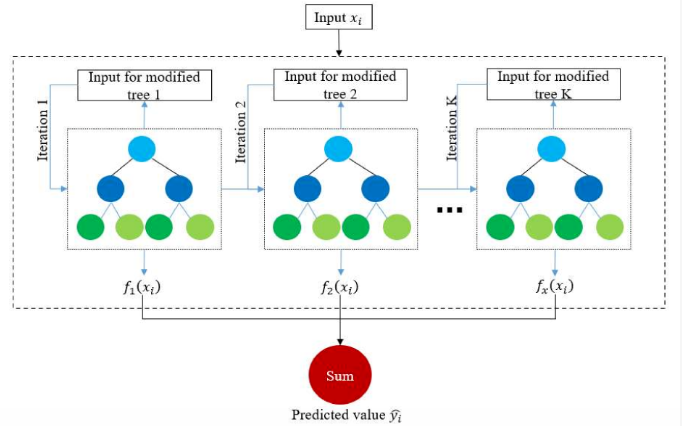 Input xᵢ
Input for modified
tree 1
Input for modified
tree 2
Input for modified
tree K
Iteration 1
Iteration 2
Iteration K
...
f₁(xᵢ)
f₂(xᵢ)
fₓ(xᵢ)
Sum
Predicted value ŷᵢ